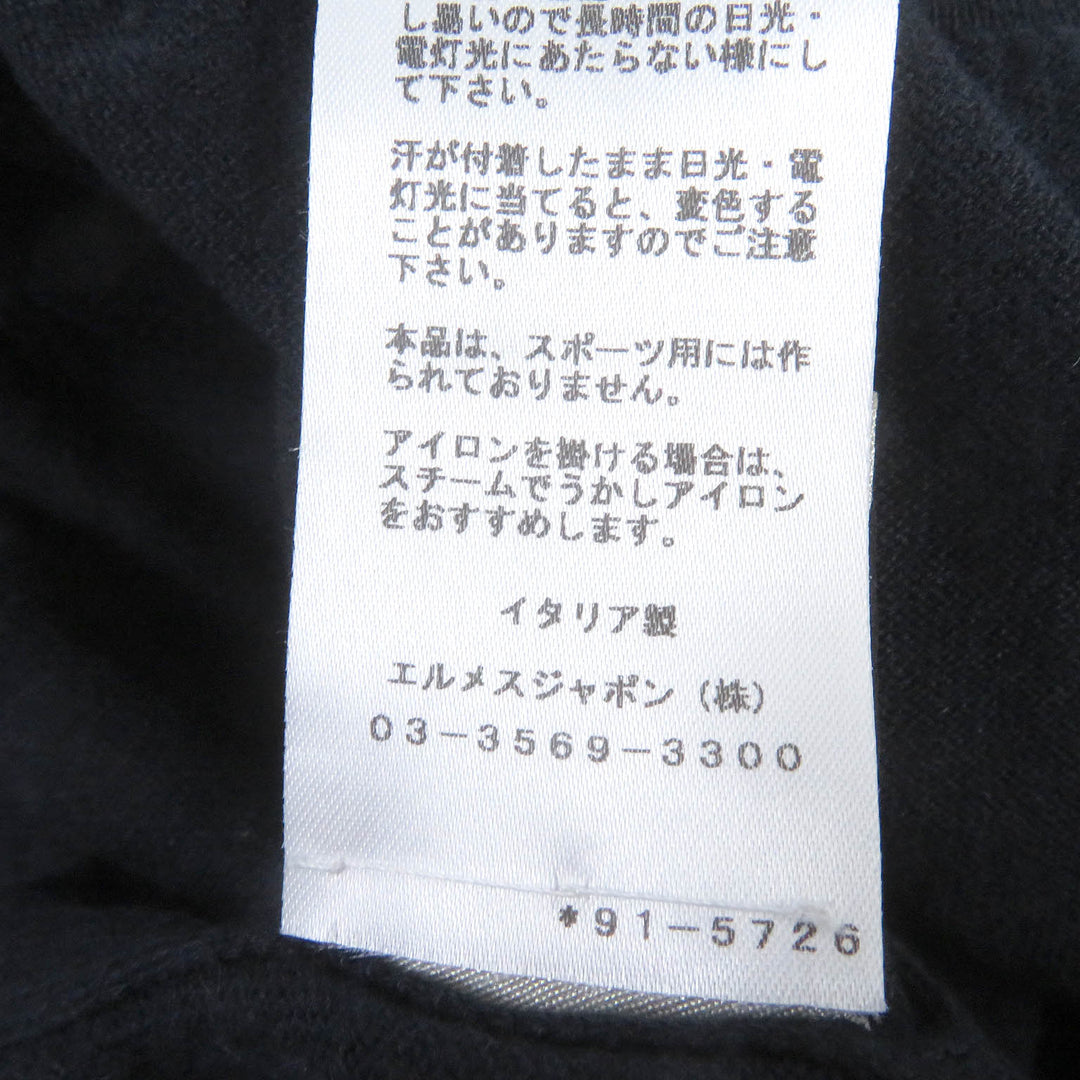 し易いので長時間の日光・
電灯光にあたらない様にし
て下さい。
汗が付着したまま日光・電
灯光に当てると、変色する
ことがありますのでご注意
下さい。
本品は、スポーツ用には作
られておりません。
アイロンを掛ける場合は、
スチームでうかしアイロン
をおすすめします。
イタリア製
エルメスジャポン（株）
03-3569-3300
*91-5726